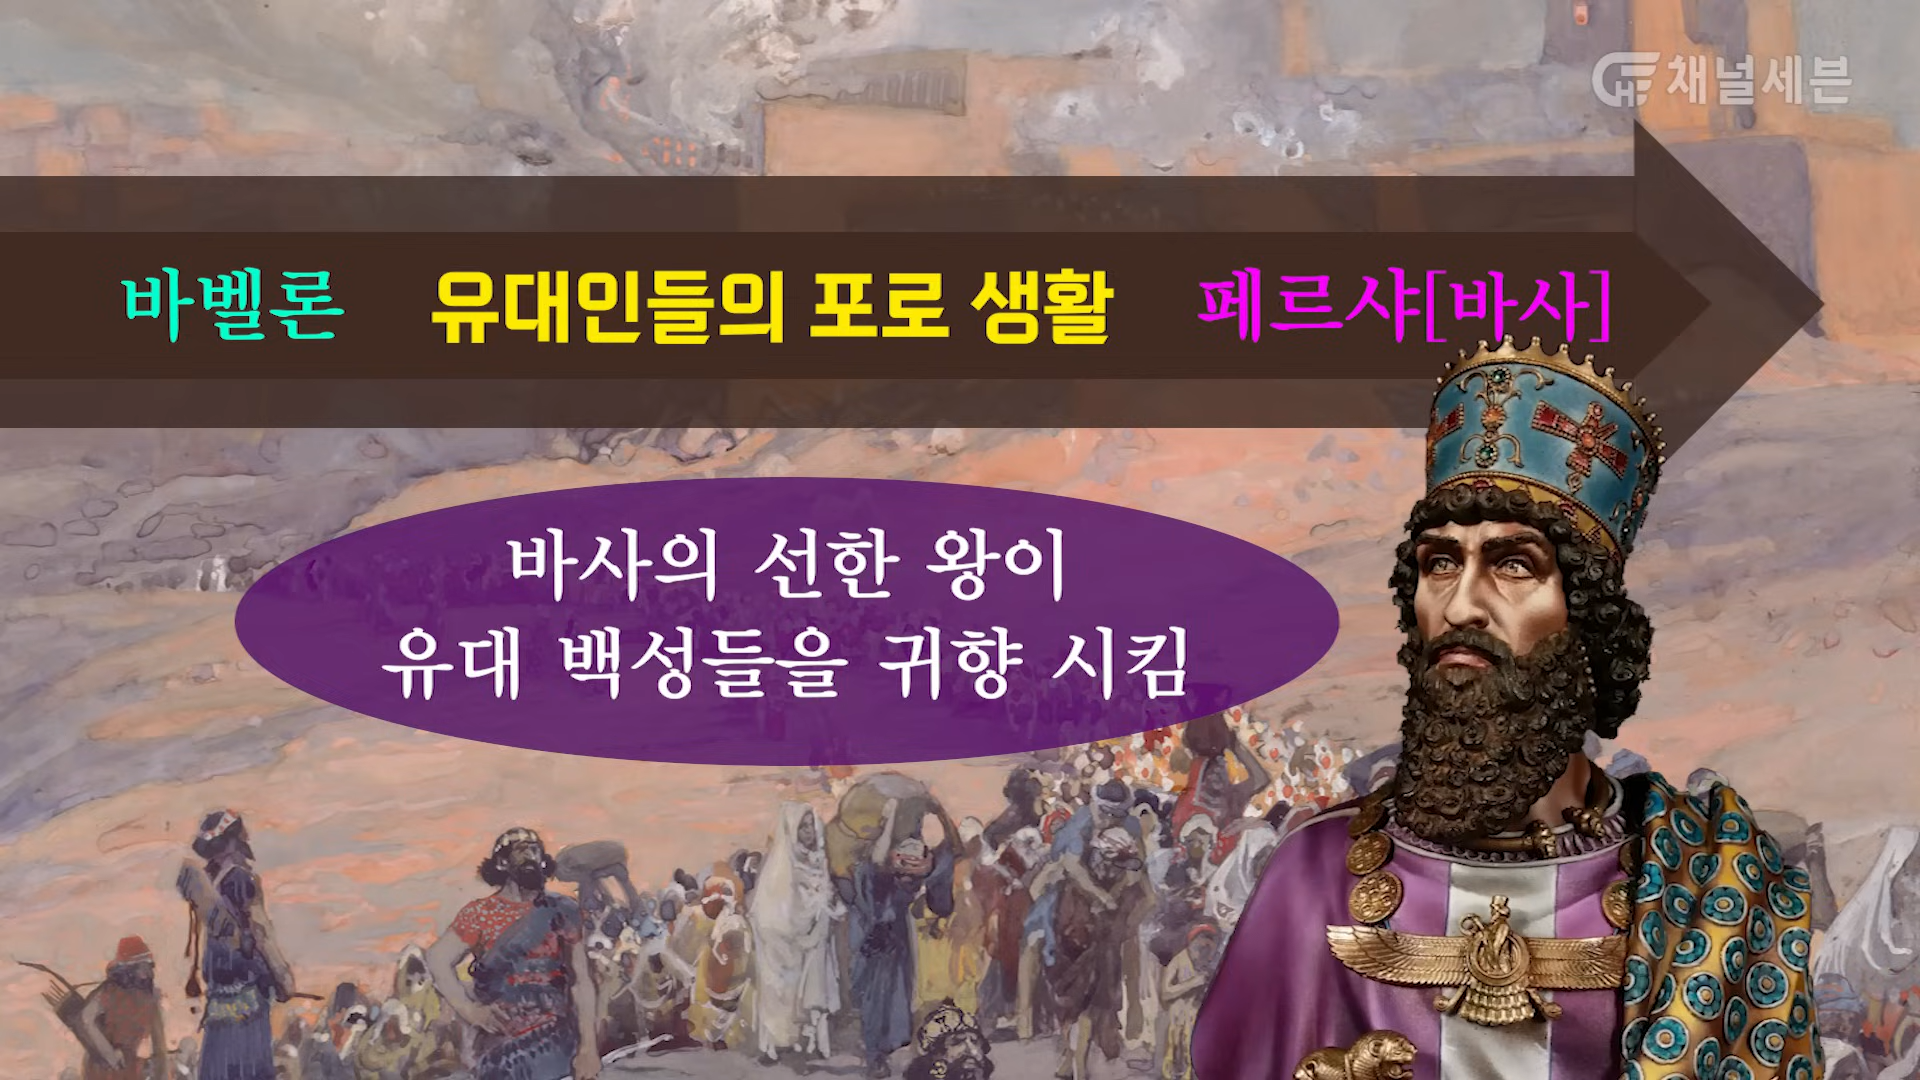 채널세븐
바벨론 유대인들의 포로 생활 페르샤[바사]
바사의 선한 왕이
유대 백성들을 귀향 시킴